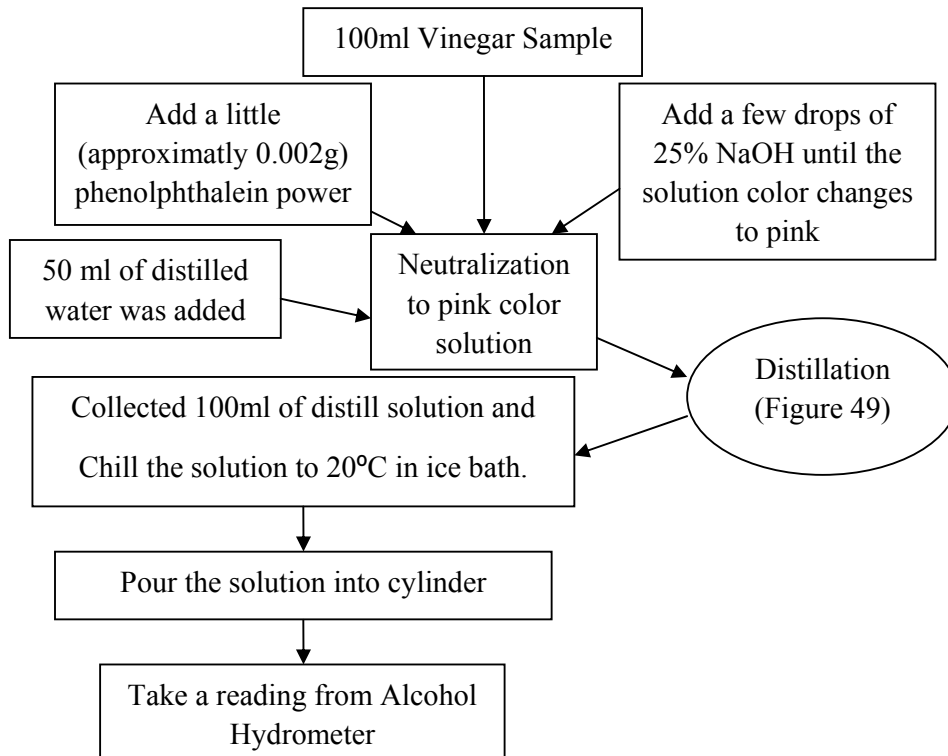 100ml Vinegar Sample
Add a little
(approximatly 0.002g)
phenolphthalein power
Add a few drops of
25% NaOH until the
solution color changes
to pink
50 ml of distilled
water was added
Neutralization
to pink color
solution
Distillation
(Figure 49)
Collected 100ml of distill solution and
Chill the solution to 20⁰C in ice bath.
Pour the solution into cylinder
Take a reading from Alcohol
Hydrometer